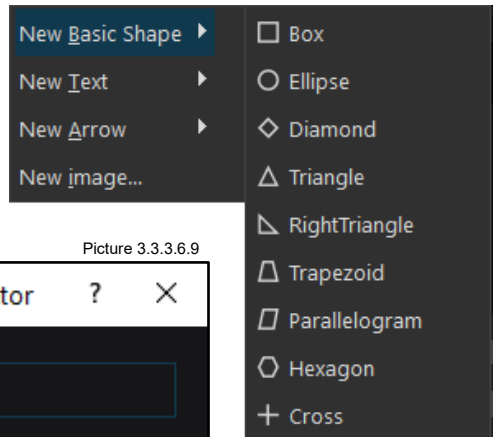 New Basic Shape
New Text
New Arrow
New image...
Box
Ellipse
Diamond
Triangle
RightTriangle
Trapezoid
Parallelogram
Hexagon
Cross
Picture 3.3.3.6.9
tor ?